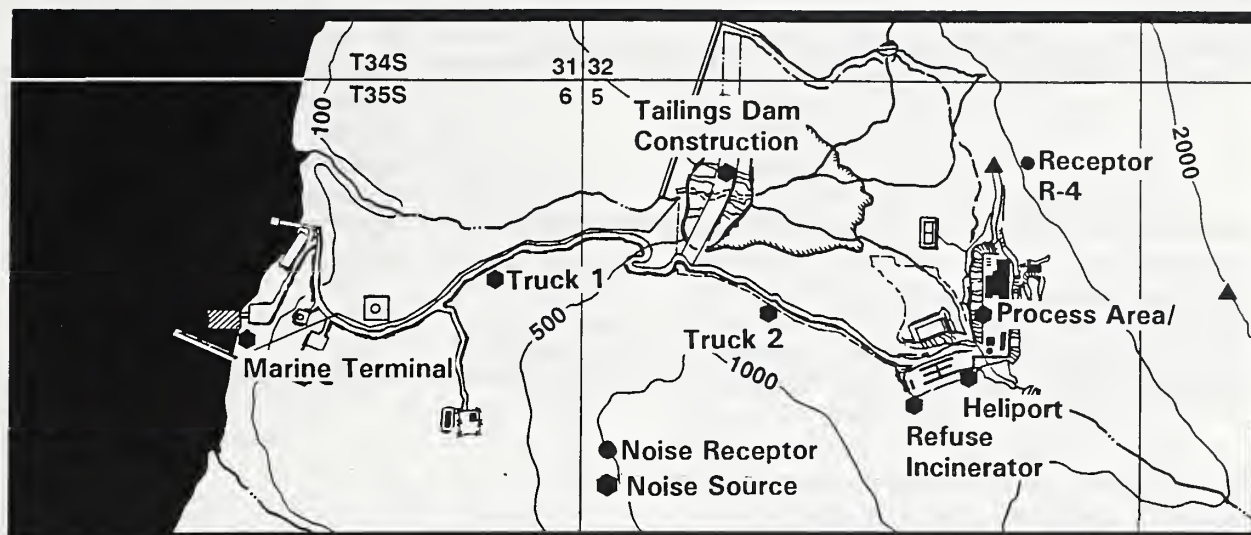 T34S
31 32
T35S
6 5
100
Tailings Dam
Construction
2000
Receptor
R-4
Truck 1
500
Process Area/
Truck 2
1000
Marine Terminal
Heliport
Refuse
Incinerator
Noise Receptor
Noise Source